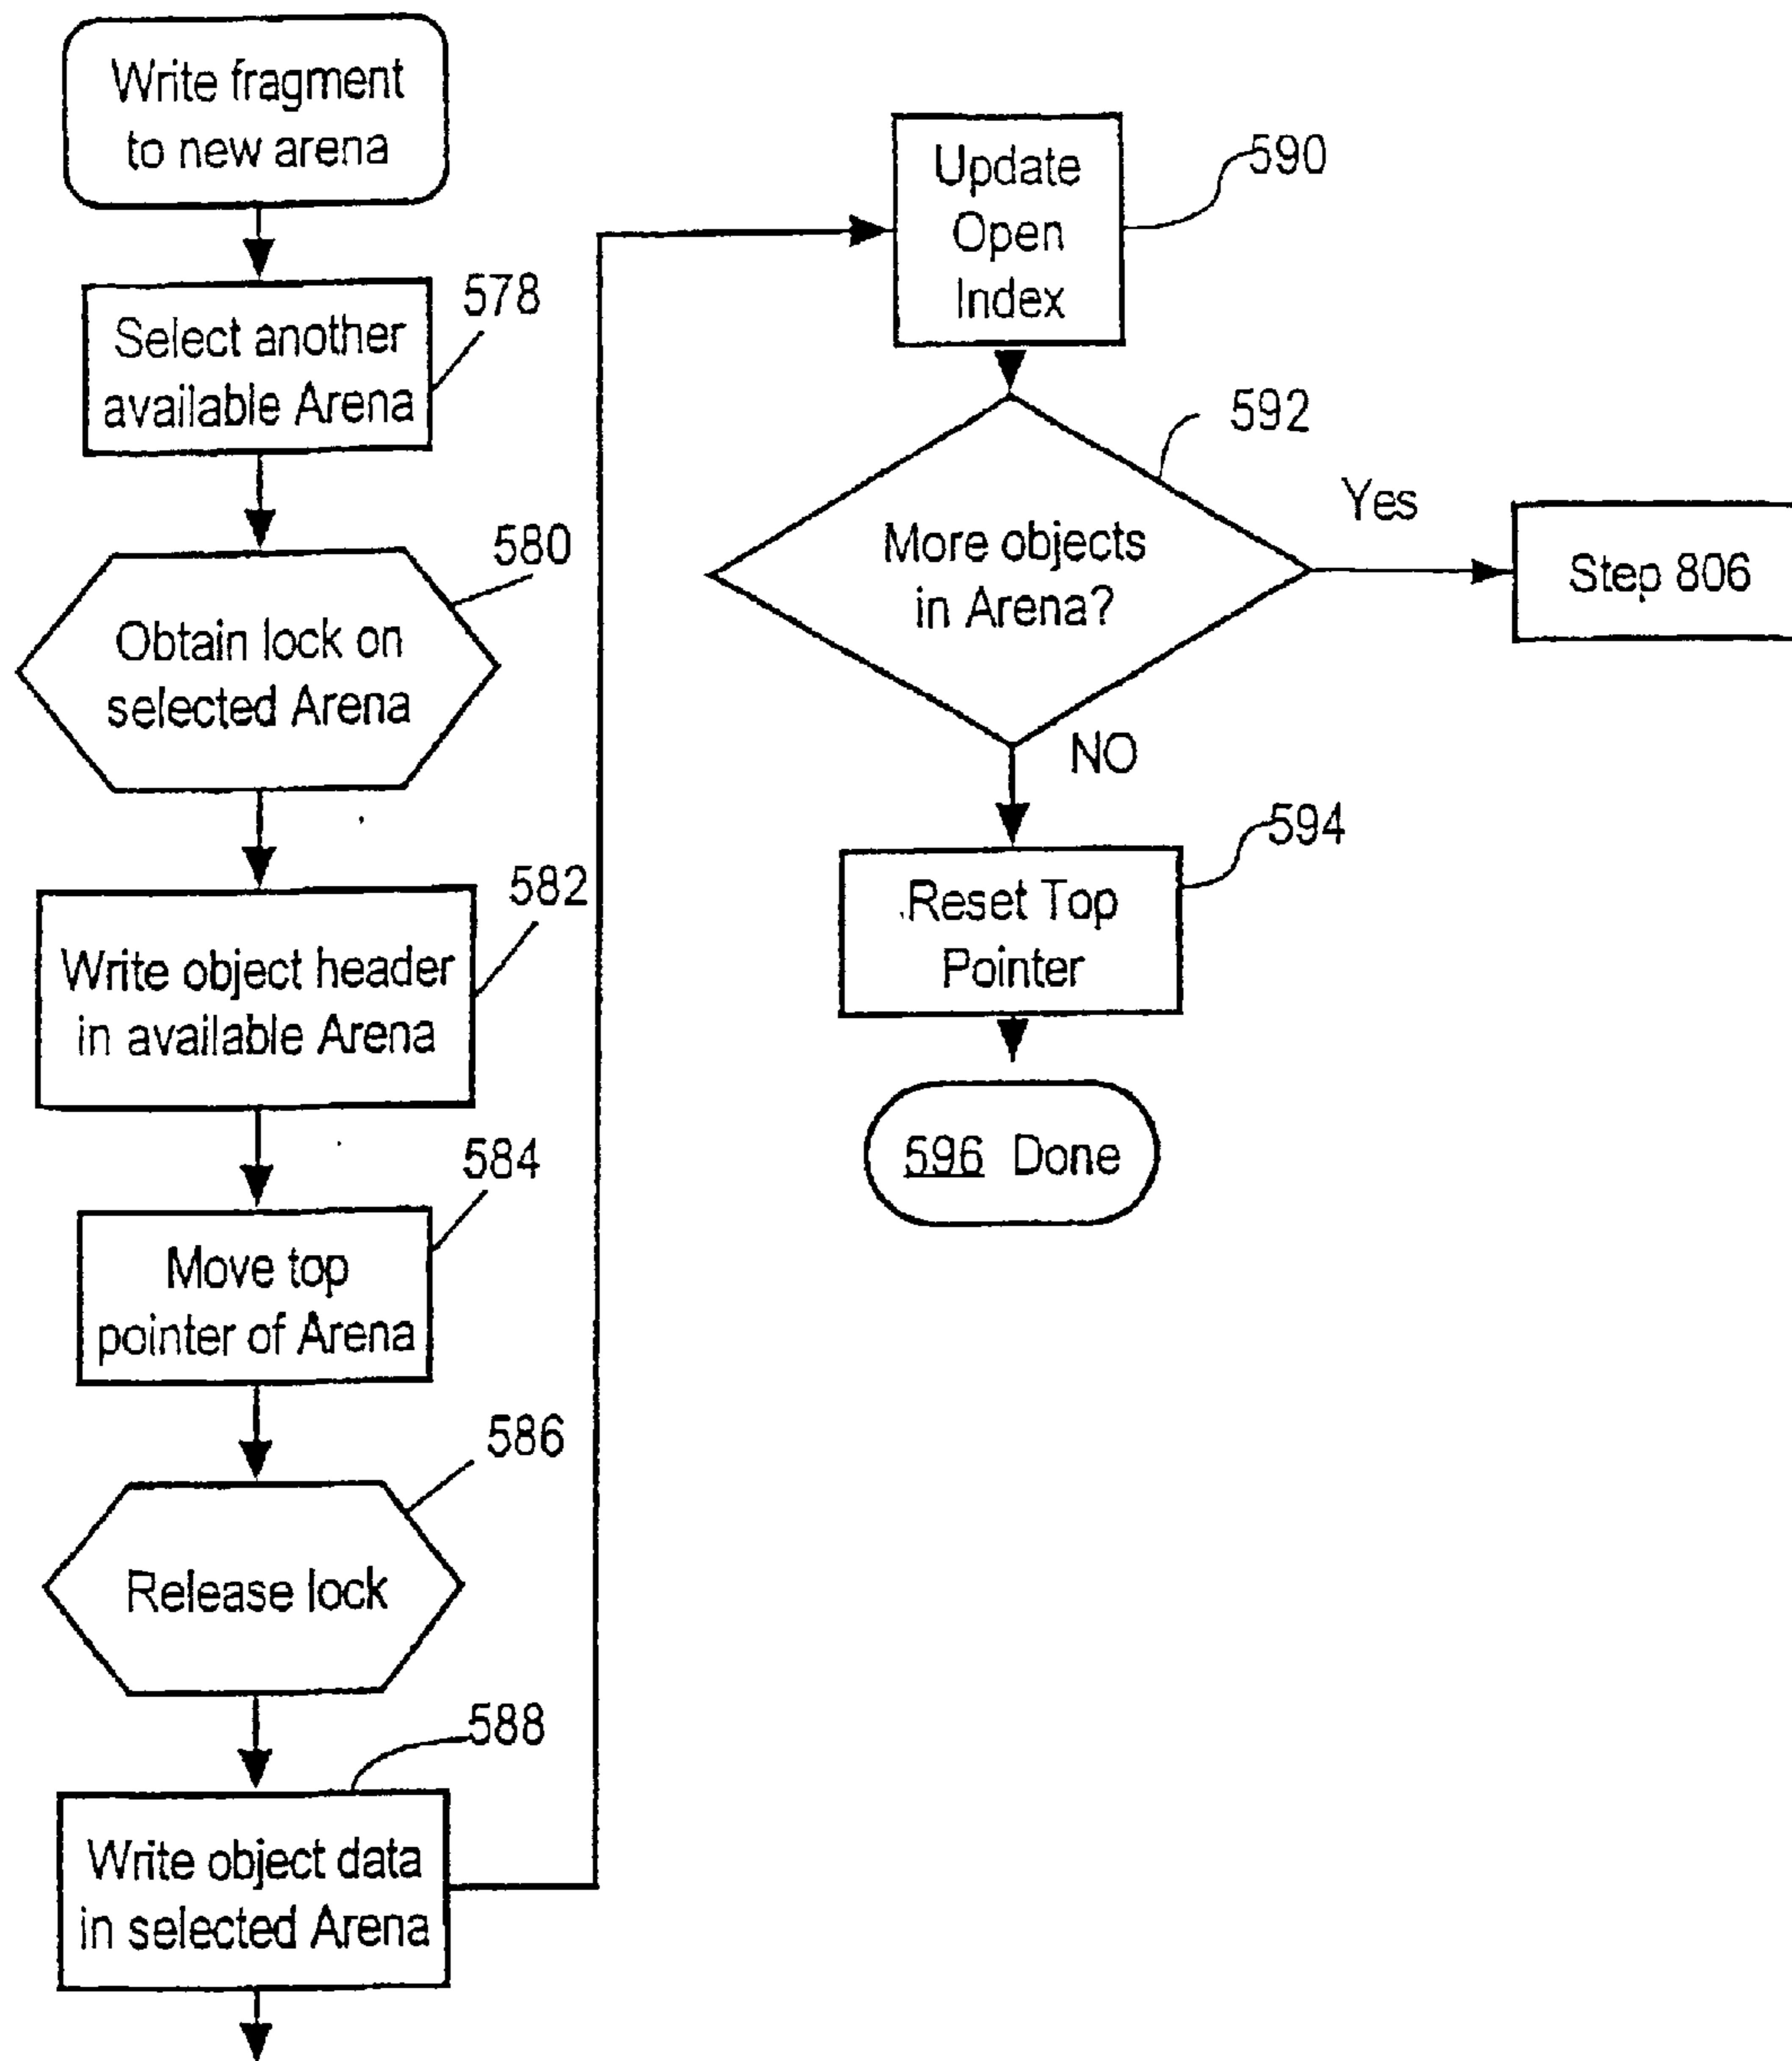 Write fragment
to new arena
578
Select another
available Arena
580
Obtain lock on
selected Arena
582
Write object header
in available Arena
584
Move top
pointer of Arena
586
Release lock
588
Write object data
in selected Arena
590
Update
Open
Index
592
More objects
in Arena?
Yes
Step 806
NO
594
Reset Top
Pointer
596 Done